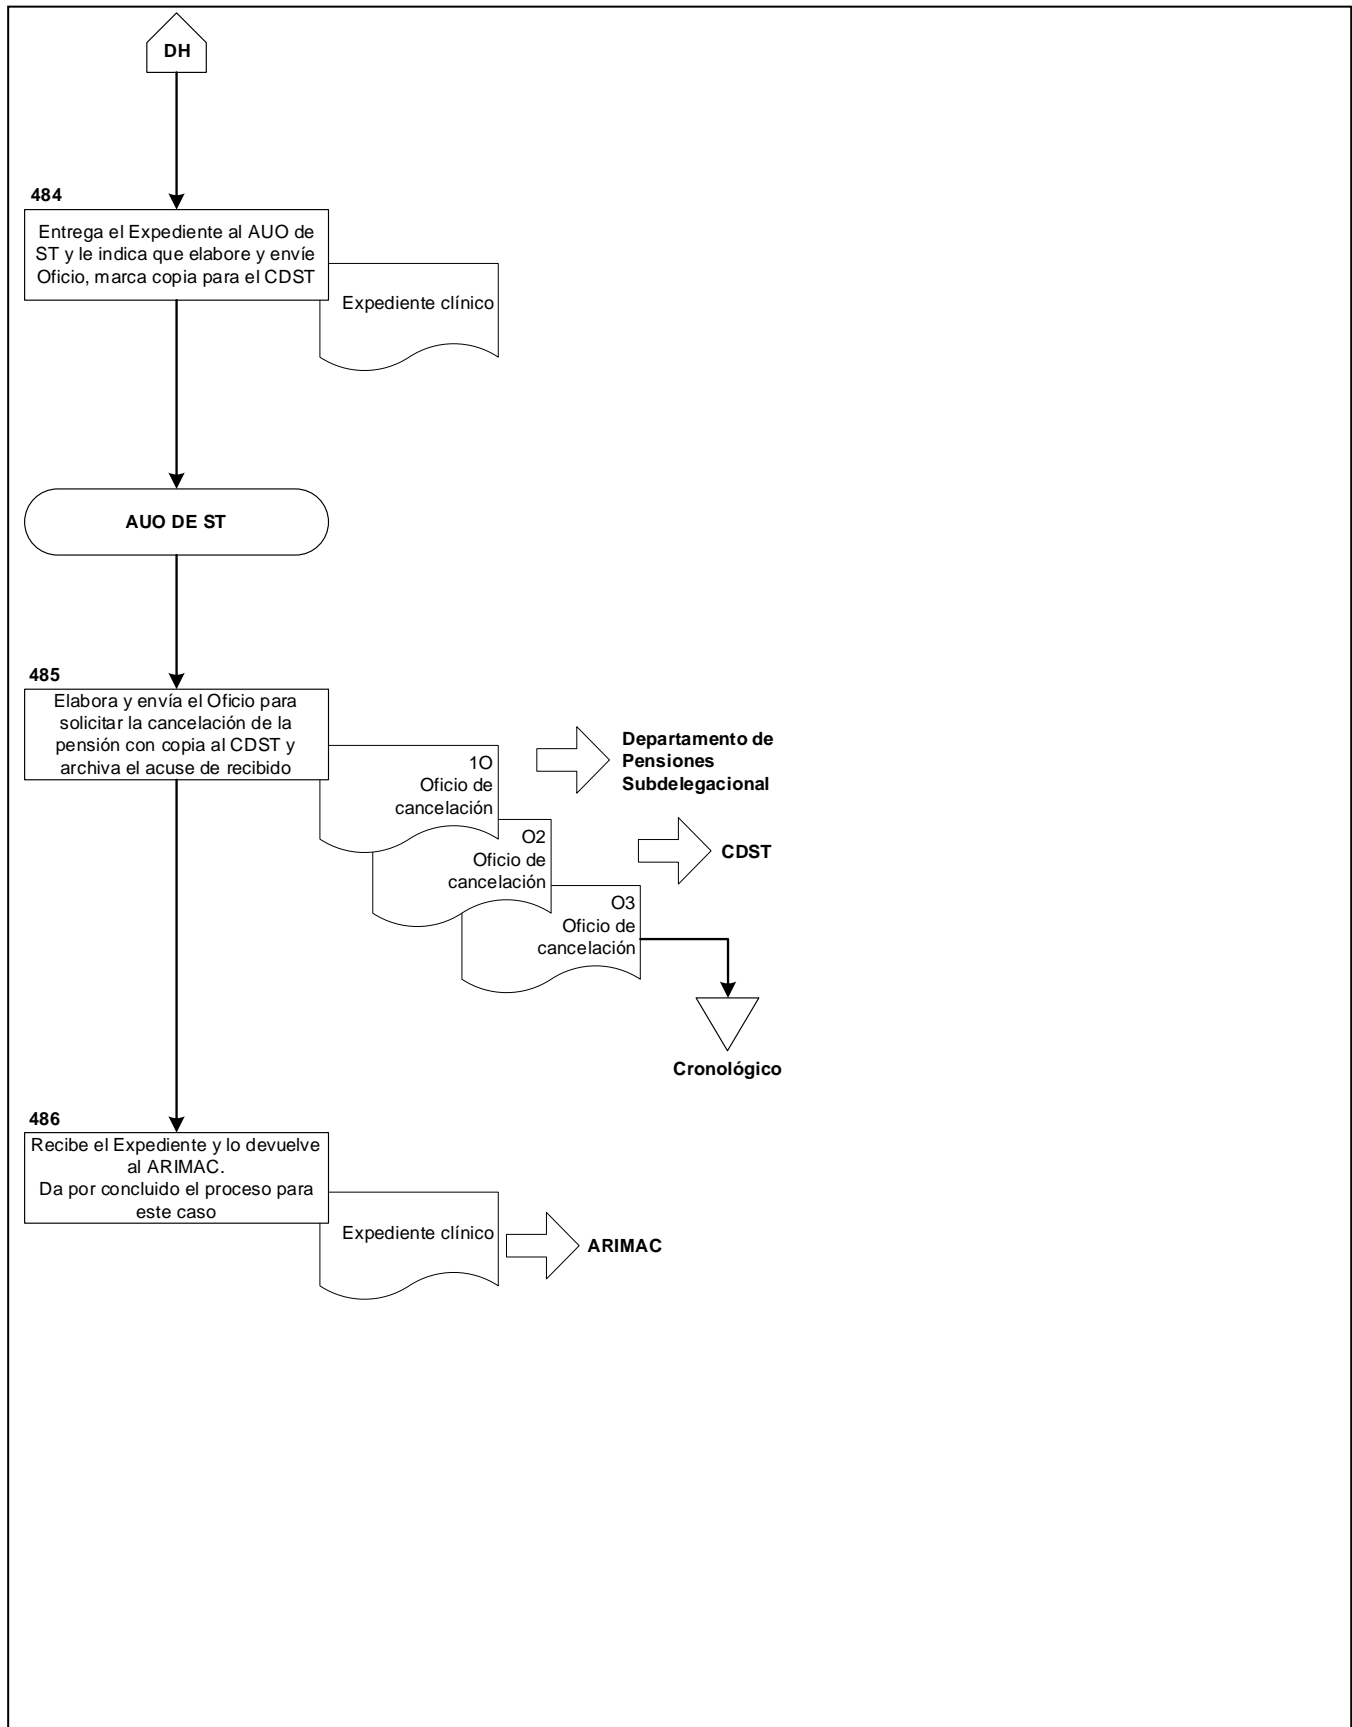 DH
484
Entrega el Expediente al AUO de
ST y le indica que elabore y envíe
Oficio, marca copia para el CDST
Expediente clínico
AUO DE ST
485
Elabora y envía el Oficio para
solicitar la cancelación de la
pensión con copia al CDST y
archiva el acuse de recibido
1O
Oficio de
cancelación
Departamento de
Pensiones
Subdelegacional
O2
Oficio de
cancelación
CDST
O3
Oficio de
cancelación
Cronológico
486
Recibe el Expediente y lo devuelve
al ARIMAC.
Da por concluido el proceso para
este caso
Expediente clínico
ARIMAC